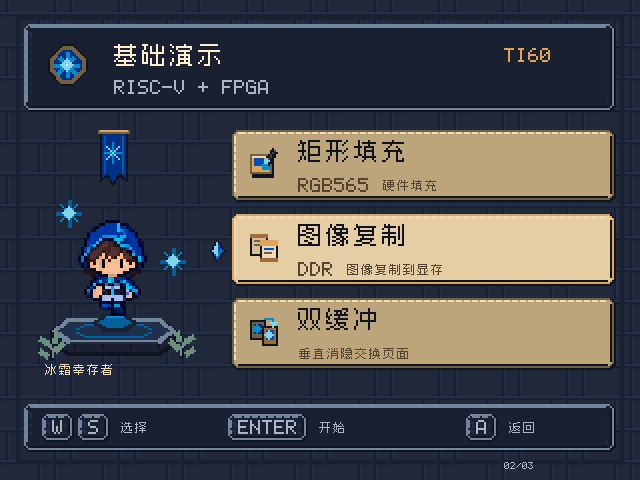 基础演示
TI60
RISC-V + FPGA
矩形填充
RGB565 硬件填充
图像复制
DDR 图像复制到显存
双缓冲
垂直消隐交换页面
冰霜幸存者
W S 选择 ENTER 开始 A 返回
02/03